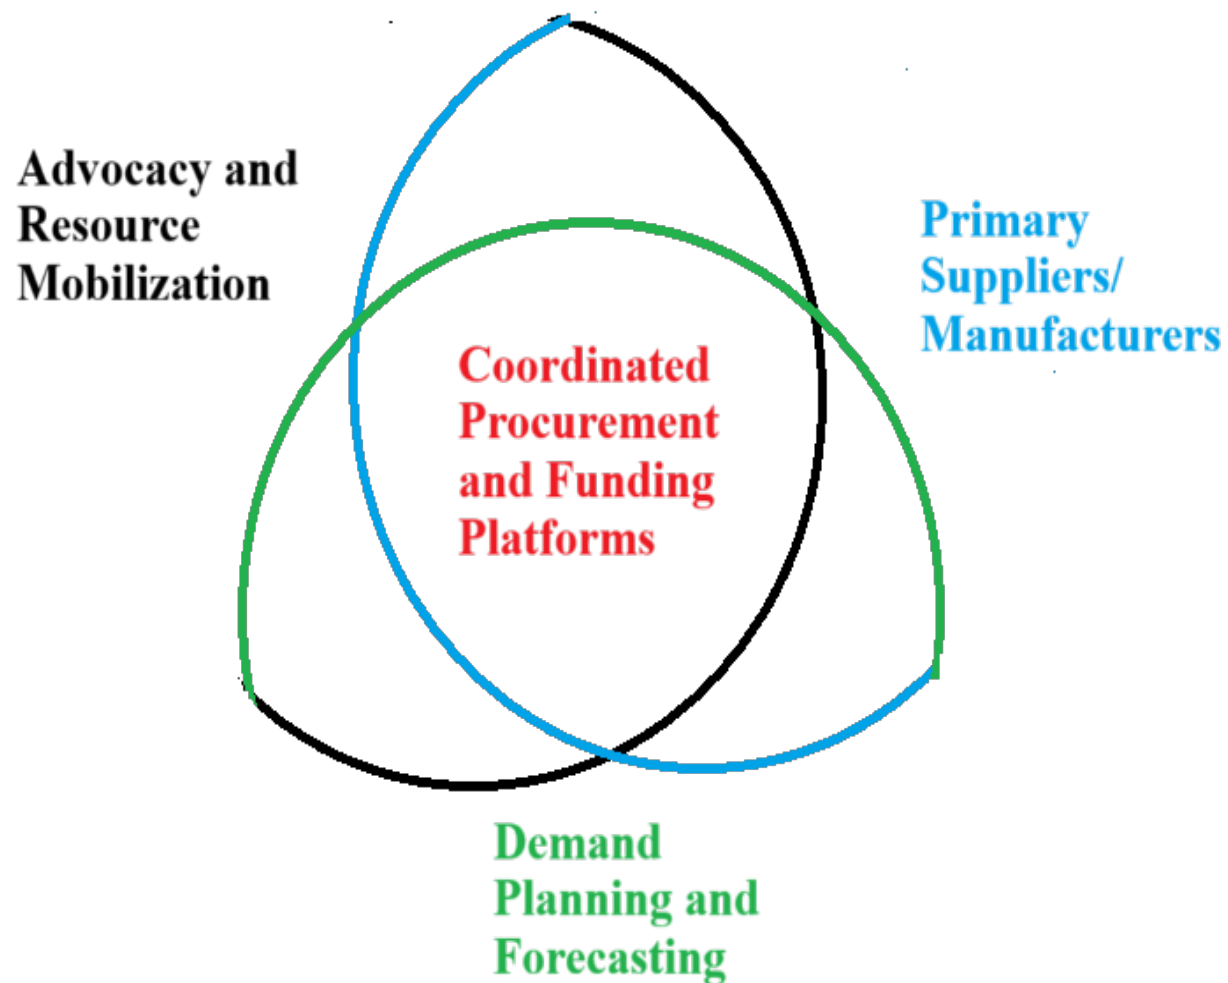 Advocacy and
Resource
Mobilization
Primary
Suppliers/
Manufacturers
Coordinated
Procurement
and Funding
Platforms
Demand
Planning and
Forecasting